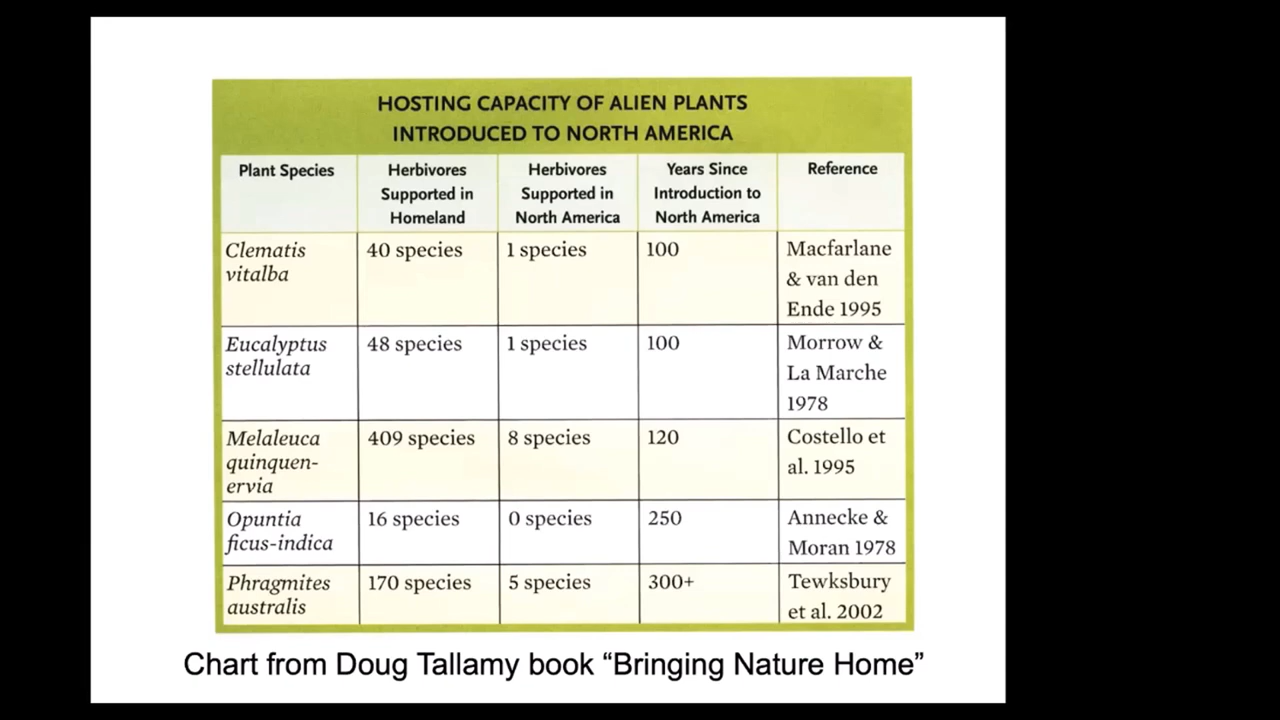 HOSTING CAPACITY OF ALIEN PLANTS
INTRODUCED TO NORTH AMERICA
Plant Species
Herbivores
Supported in
Homeland
Herbivores
Supported in
North America
Years Since
Introduction to
North America
Reference
Clematis
vitalba
40 species
1 species
100
Macfarlane
& van den
Ende 1995
Eucalyptus
stellulata
48 species
1 species
100
Morrow &
La Marche
1978
Melaleuca
quinquen-
ervia
409 species
8 species
120
Costello et
al. 1995
Opuntia
ficus-indica
16 species
0 species
250
Annecke &
Moran 1978
Phragmites
australis
170 species
5 species
300+
Tewksbury
et al. 2002
Chart from Doug Tallamy book “Bringing Nature Home”